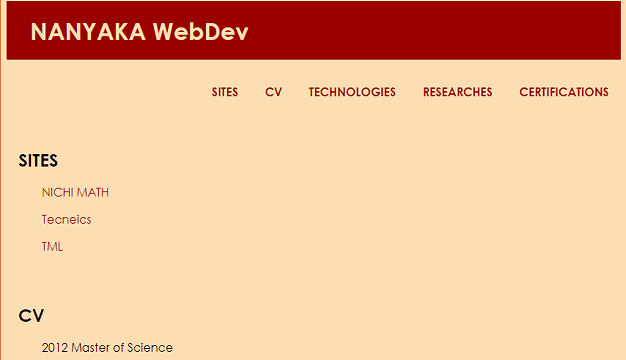 NANYAKA WebDev
SITES CV TECHNOLOGIES RESEARCHES CERTIFICATIONS
SITES
NICHI MATH
Tecneics
TML
CV
2012 Master of Science